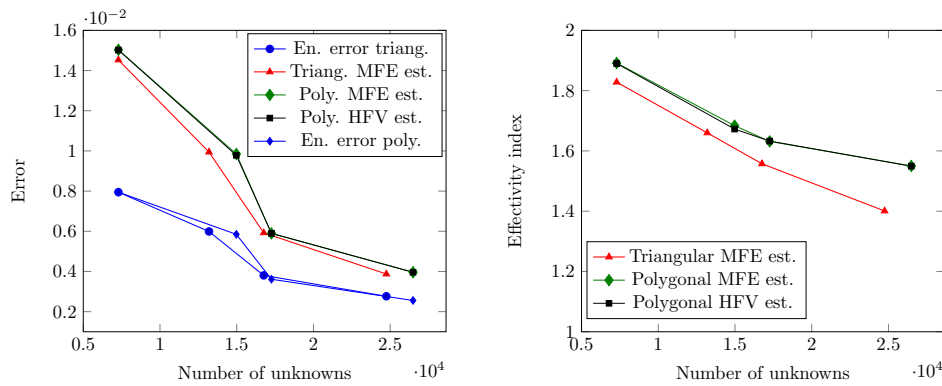 ·10⁻²
1.6
1.4
1.2
1.0
0.8
0.6
0.4
0.2
Error
En. error triang.
Triang. MFE est.
Poly. MFE est.
Poly. HFV est.
En. error poly.
0.5 1 1.5 2 2.5
·10⁴
Number of unknowns
2
1.8
1.6
1.4
1.2
1
Effectivity index
Triangular MFE est.
Polygonal MFE est.
Polygonal HFV est.
0.5 1 1.5 2 2.5
·10⁴
Number of unknowns